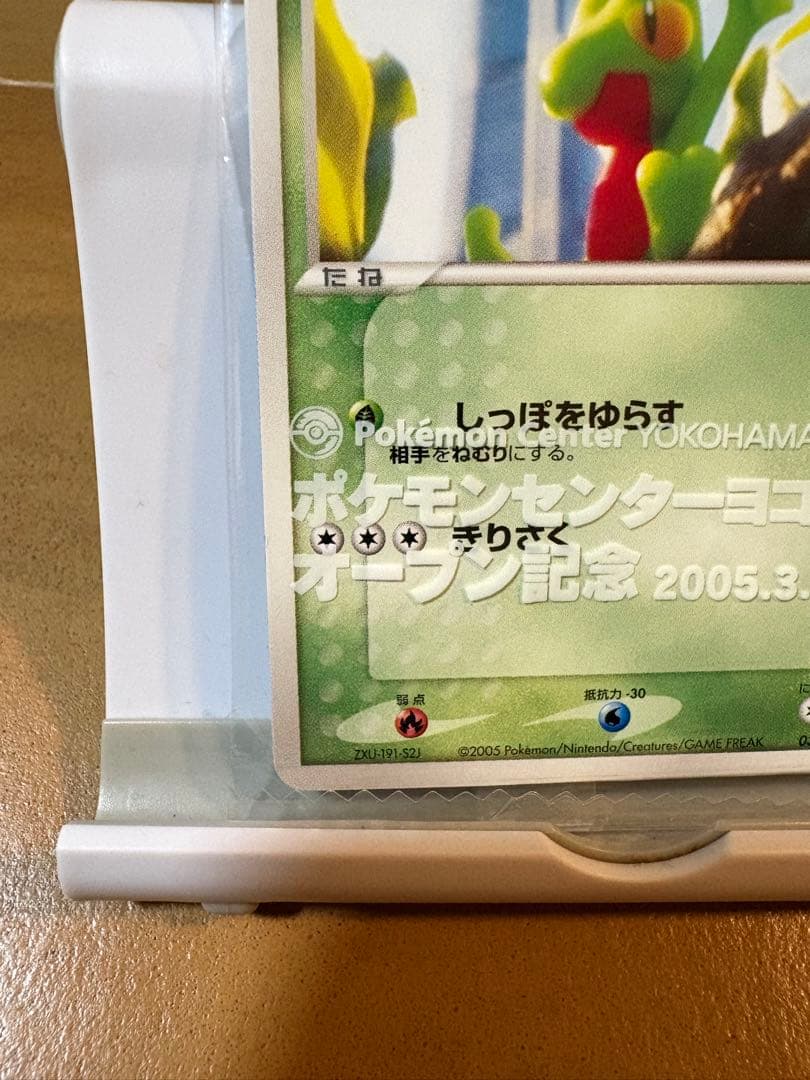 たね
しっぽをゆらす
Pokémon Center YOKOHAMA
相手をねむりにする。
ポケモンセンターヨコ
きりさく
オープン記念 2005.3.
弱点
抵抗力 -30
に
ZXU-191-S2J ©2005 Pokémon/Nintendo/Creatures/GAME FREAK